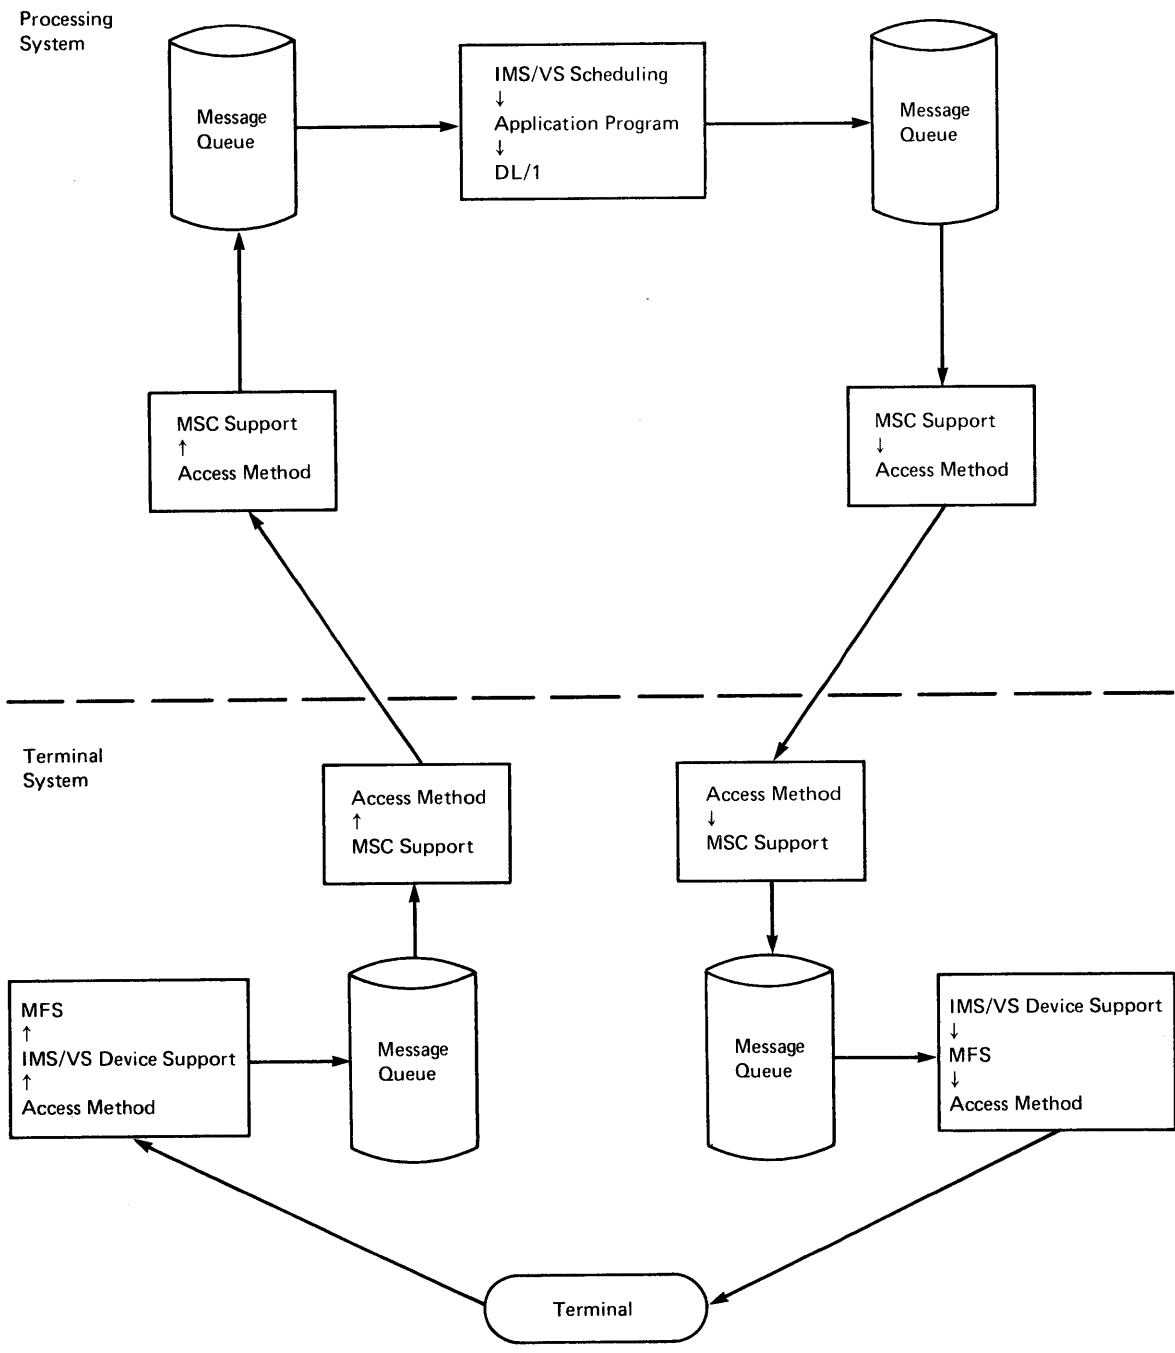 Processing
System
Message
Queue
IMS/VS Scheduling
↓
Application Program
↓
DL/1
Message
Queue
MSC Support
↑
Access Method
MSC Support
↓
Access Method
Terminal
System
Access Method
↑
MSC Support
Access Method
↓
MSC Support
MFS
↑
IMS/VS Device Support
↑
Access Method
Message
Queue
Message
Queue
IMS/VS Device Support
↓
MFS
↓
Access Method
Terminal